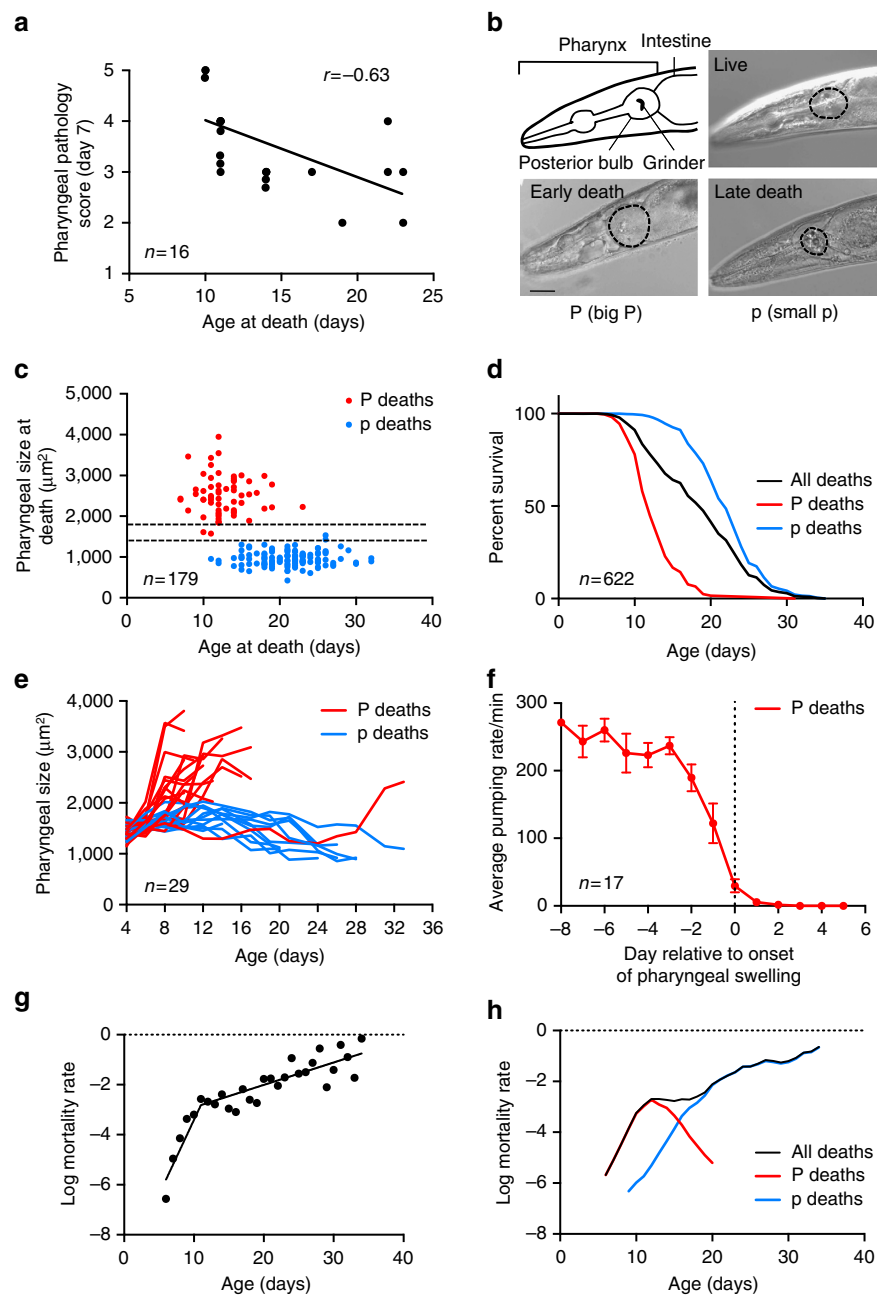 a
Pharyngeal pathology
score (day 7)
5
4
3
2
1
r=−0.63
n=16
5
10
15
20
25
Age at death (days)
b
Pharynx
Intestine
Posterior bulb
Grinder
Live
Early death
Late death
P (big P)
p (small p)
c
Pharyngeal size at
death (μm²)
5,000
4,000
3,000
2,000
1,000
0
P deaths
p deaths
n=179
0
10
20
30
40
Age at death (days)
d
Percent survival
100
50
0
All deaths
P deaths
p deaths
n=622
0
10
20
30
40
Age (days)
e
Pharyngeal size (μm²)
4,000
3,000
2,000
1,000
0
P deaths
p deaths
n=29
4
8
12
16
20
24
28
32
36
Age (days)
f
Average pumping rate/min
300
200
100
0
P deaths
n=17
−8
−6
−4
−2
0
2
4
6
Day relative to onset
of pharyngeal swelling
g
Log mortality rate
0
−2
−4
−6
−8
0
10
20
30
40
Age (days)
h
Log mortality rate
0
−2
−4
−6
−8
All deaths
P deaths
p deaths
0
10
20
30
40
Age (days)